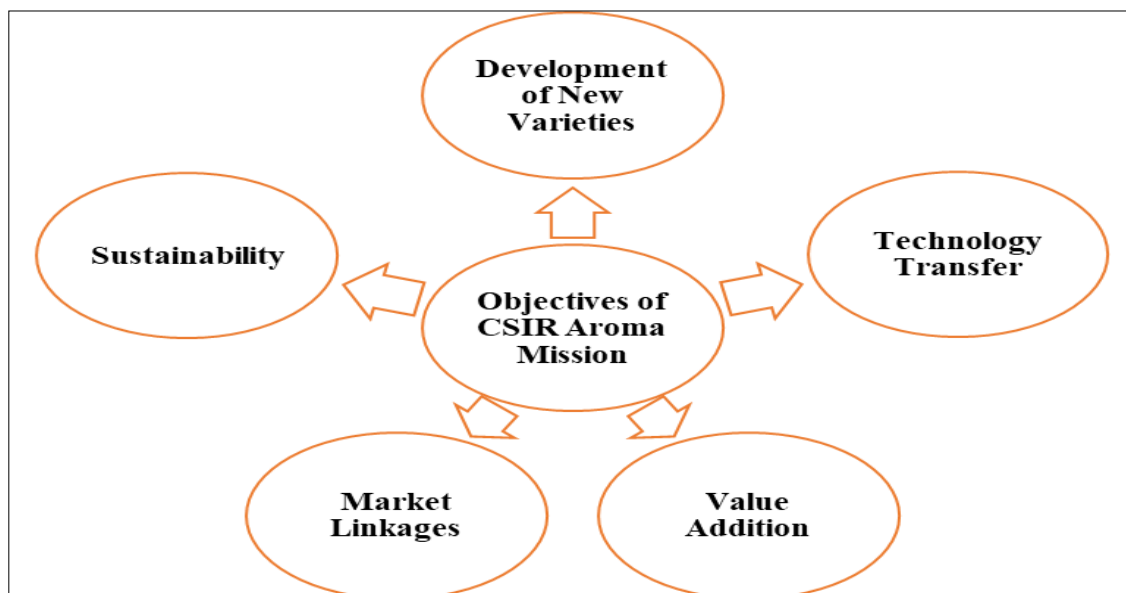 Development
of New
Varieties
Sustainability
Technology
Transfer
Objectives of
CSIR Aroma
Mission
Market
Linkages
Value
Addition